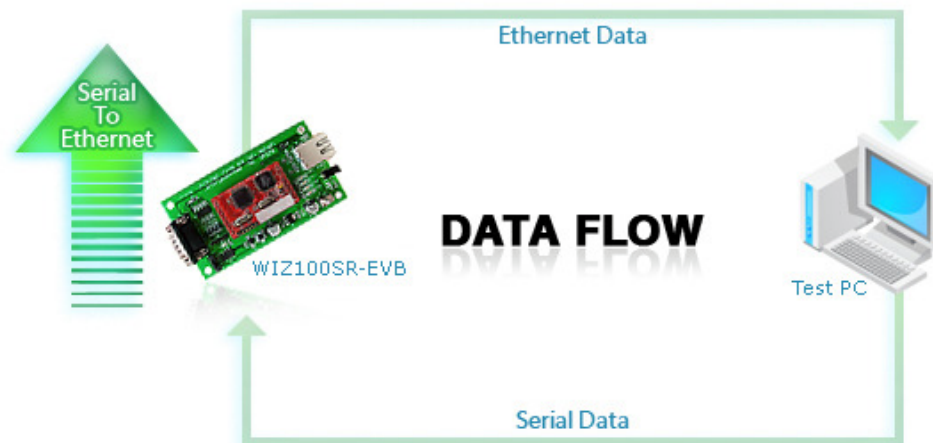 Ethernet Data
Serial
To
Ethernet
DATA FLOW
WIZ100SR-EVB
Test PC
Serial Data